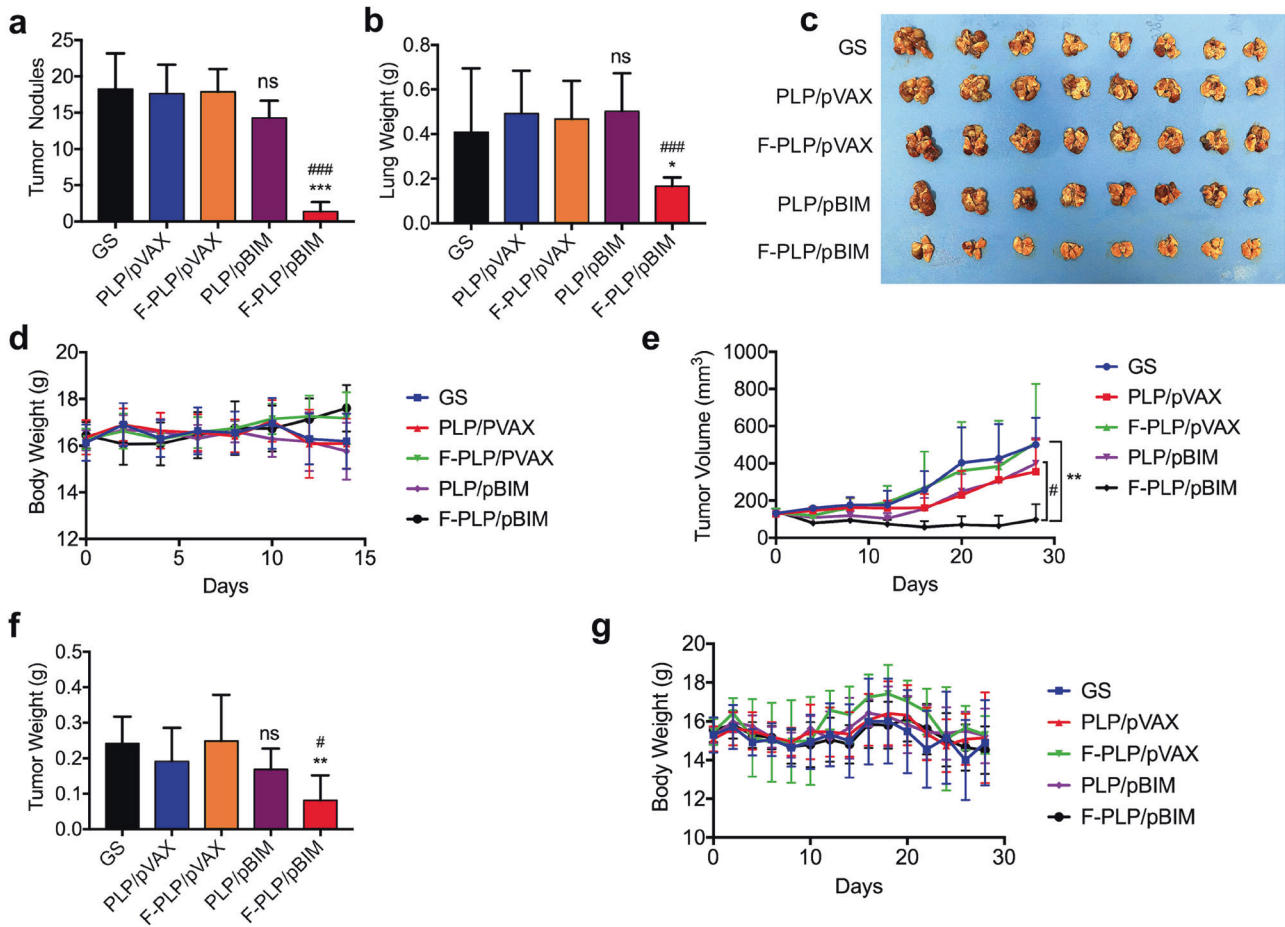 a
Tumor Nodules
25
20
15
10
5
0
ns
###
***
GS
PLP/pVAX
F-PLP/pVAX
PLP/pBIM
F-PLP/pBIM
b
Lung Weight (g)
0.8
0.6
0.4
0.2
0.0
ns
###
*
GS
PLP/pVAX
F-PLP/pVAX
PLP/pBIM
F-PLP/pBIM
c
GS
PLP/pVAX
F-PLP/pVAX
PLP/pBIM
F-PLP/pBIM
d
Body Weight (g)
20
18
16
14
12
0 5 10 15
Days
GS
PLP/PVAX
F-PLP/PVAX
PLP/pBIM
F-PLP/pBIM
e
Tumor Volume (mm³)
1000
800
600
400
200
0
0 10 20 30
Days
# **
GS
PLP/pVAX
F-PLP/pVAX
PLP/pBIM
F-PLP/pBIM
f
Tumor Weight (g)
0.5
0.4
0.3
0.2
0.1
0.0
ns
#
**
GS
PLP/pVAX
F-PLP/pVAX
PLP/pBIM
F-PLP/pBIM
g
Body Weight (g)
20
18
16
14
12
10
0 10 20 30
Days
GS
PLP/pVAX
F-PLP/pVAX
PLP/pBIM
F-PLP/pBIM